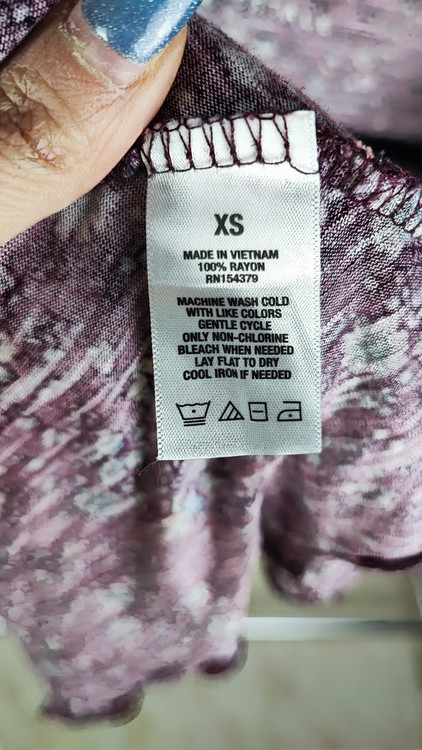 XS
MADE IN VIETNAM
100% RAYON
RN154379
MACHINE WASH COLD
WITH LIKE COLORS
GENTLE CYCLE
ONLY NON-CHLORINE
BLEACH WHEN NEEDED
LAY FLAT TO DRY
COOL IRON IF NEEDED